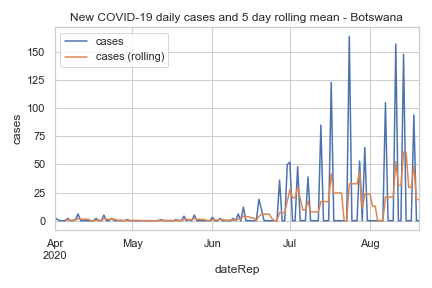 New COVID-19 daily cases and 5 day rolling mean - Botswana
cases
cases (rolling)
150
125
100
75
50
25
0
cases
Apr
2020
May
Jun
Jul
Aug
dateRep